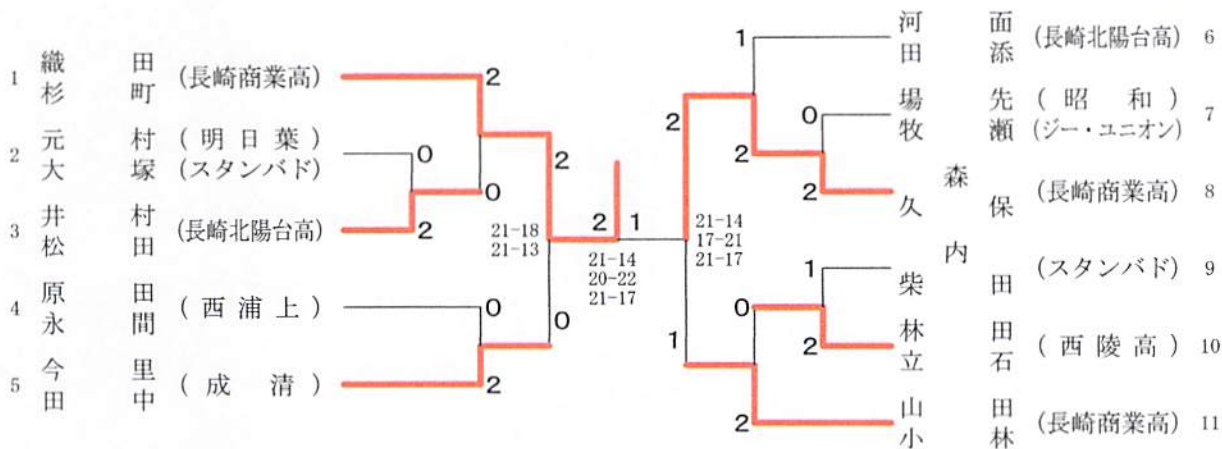 織田
1 (長崎商業高)
杉町
元村 (明日葉)
2
大塚 (スタンバド)
井村
3 (長崎北陽台高)
松田
原田
4 (西浦上)
永間
今里
5 (成清)
田中
2
0
2
0
0
2
2
0
21-18
21-13
2
1
21-14
20-22
21-17
21-14
17-21
21-17
2
1
1
2
0
2
0
2
1
2
河面
(長崎北陽台高) 6
田添
場先 (昭和)
7
牧瀬 (ジー・ユニオン)
森
(長崎商業高) 8
久保
内
(スタンバド) 9
柴田
林田
(西陵高) 10
立石
山田
(長崎商業高) 11
小林